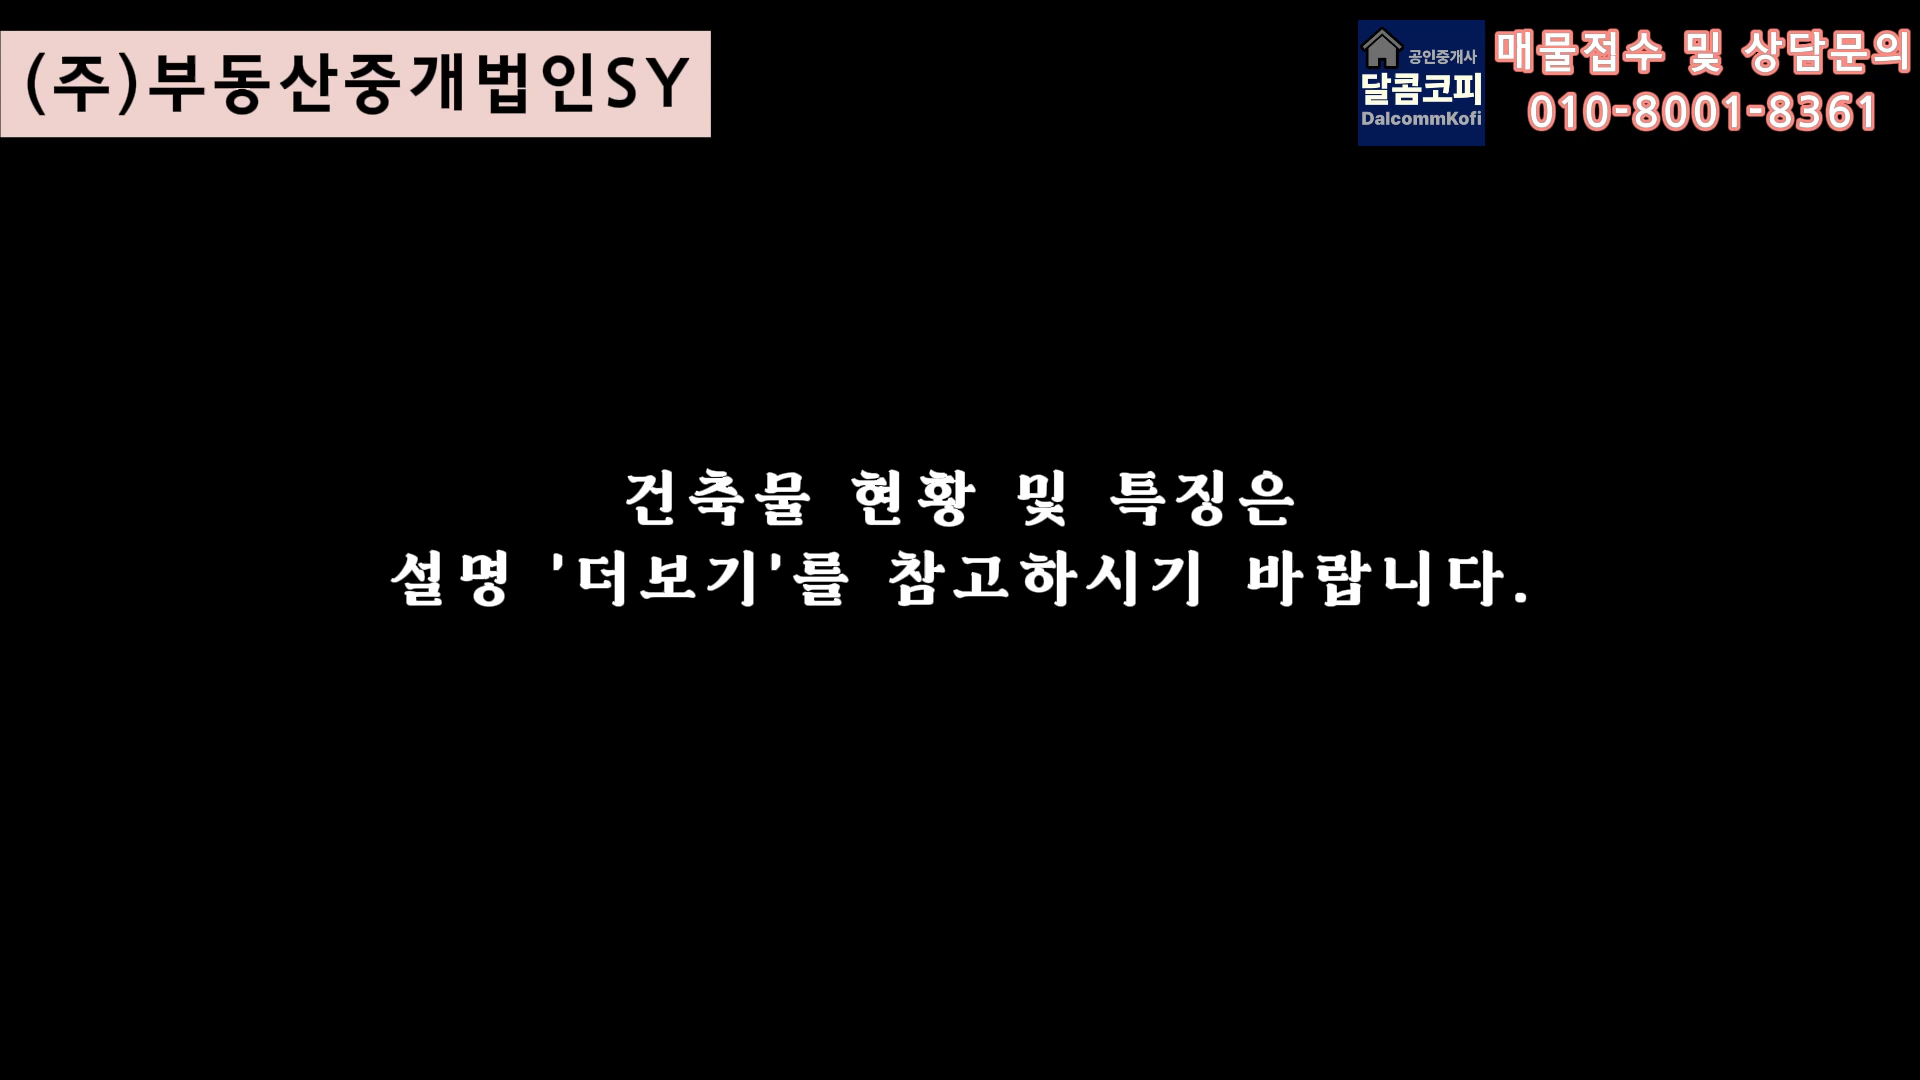 (주)부동산중개법인SY
공인중개사
달콤코피
DalcommKofi
매물접수 및 상담문의
010-8001-8361
건축물 현황 및 특징은
설명 '더보기'를 참고하시기 바랍니다.